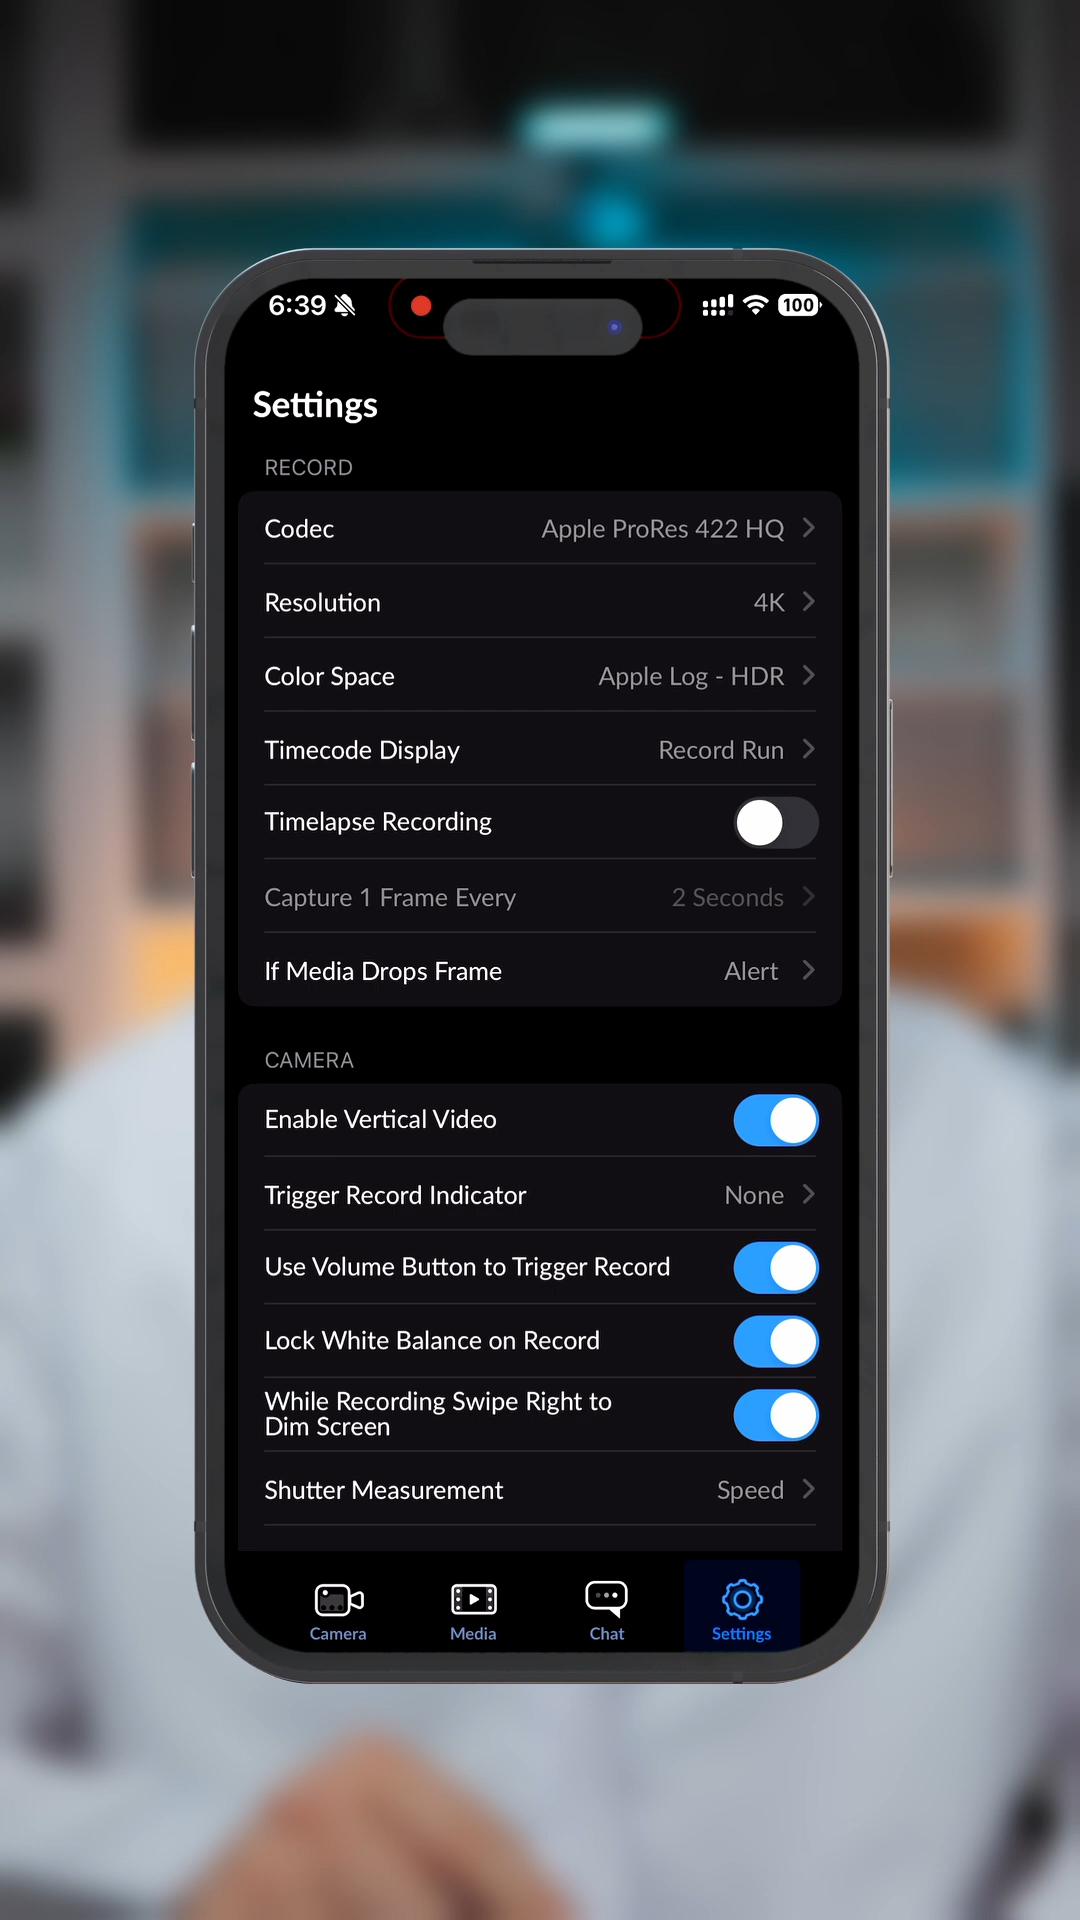 6:39
100
Settings
RECORD
Codec Apple ProRes 422 HQ
Resolution 4K
Color Space Apple Log - HDR
Timecode Display Record Run
Timelapse Recording
Capture 1 Frame Every 2 Seconds
If Media Drops Frame Alert
CAMERA
Enable Vertical Video
Trigger Record Indicator None
Use Volume Button to Trigger Record
Lock White Balance on Record
While Recording Swipe Right to
Dim Screen
Shutter Measurement Speed
Camera Media Chat Settings